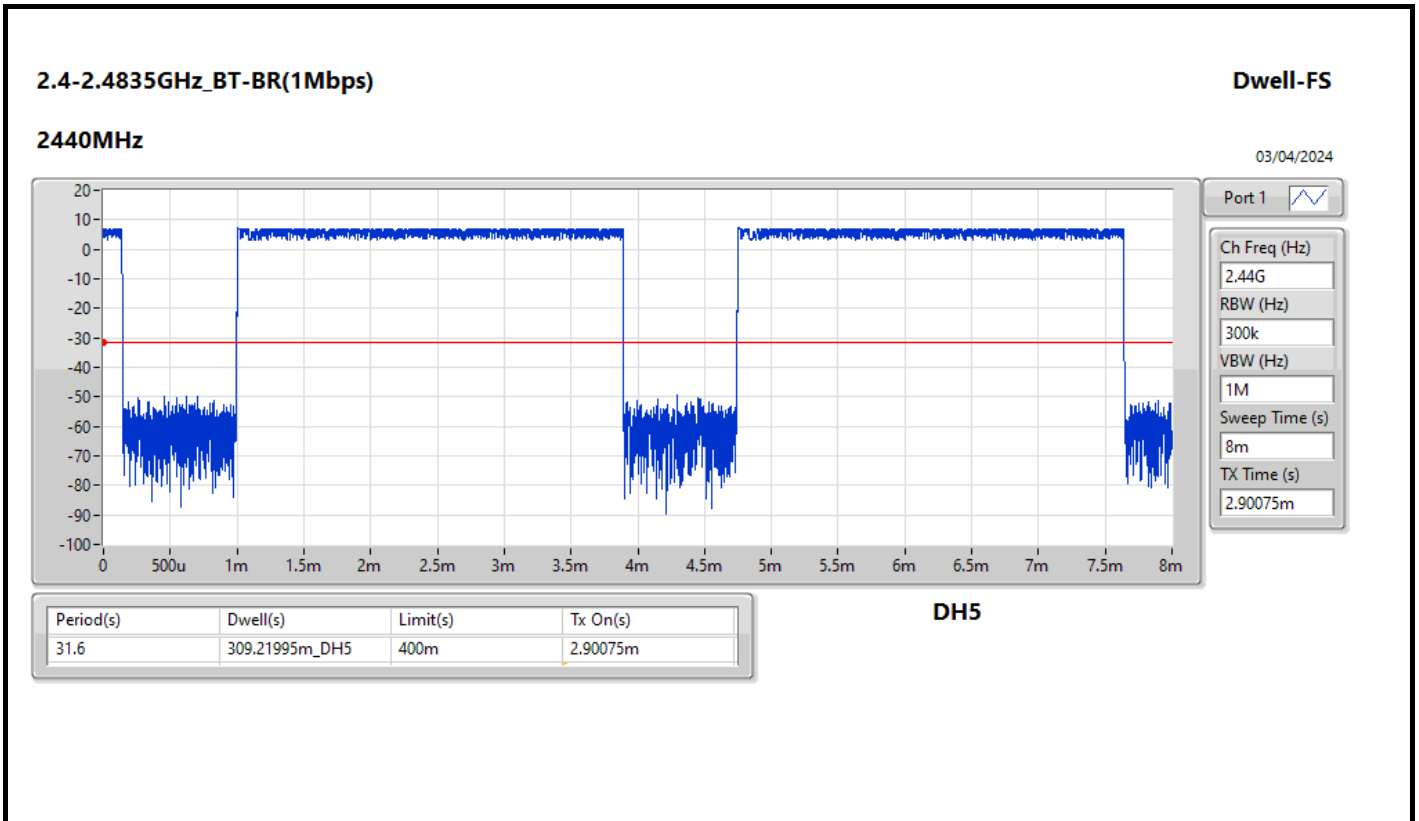 2.4-2.4835GHz_BT-BR(1Mbps) Dwell-FS
2440MHz
03/04/2024
Port 1
20
10
0
-10
-20
-30
-40
-50
-60
-70
-80
-90
-100
0 500u 1m 1.5m 2m 2.5m 3m 3.5m 4m 4.5m 5m 5.5m 6m 6.5m 7m 7.5m 8m
Ch Freq (Hz)
2.44G
RBW (Hz)
300k
VBW (Hz)
1M
Sweep Time (s)
8m
TX Time (s)
2.90075m
Period(s) Dwell(s) Limit(s) Tx On(s)
31.6 309.21995m_DH5 400m 2.90075m
DH5